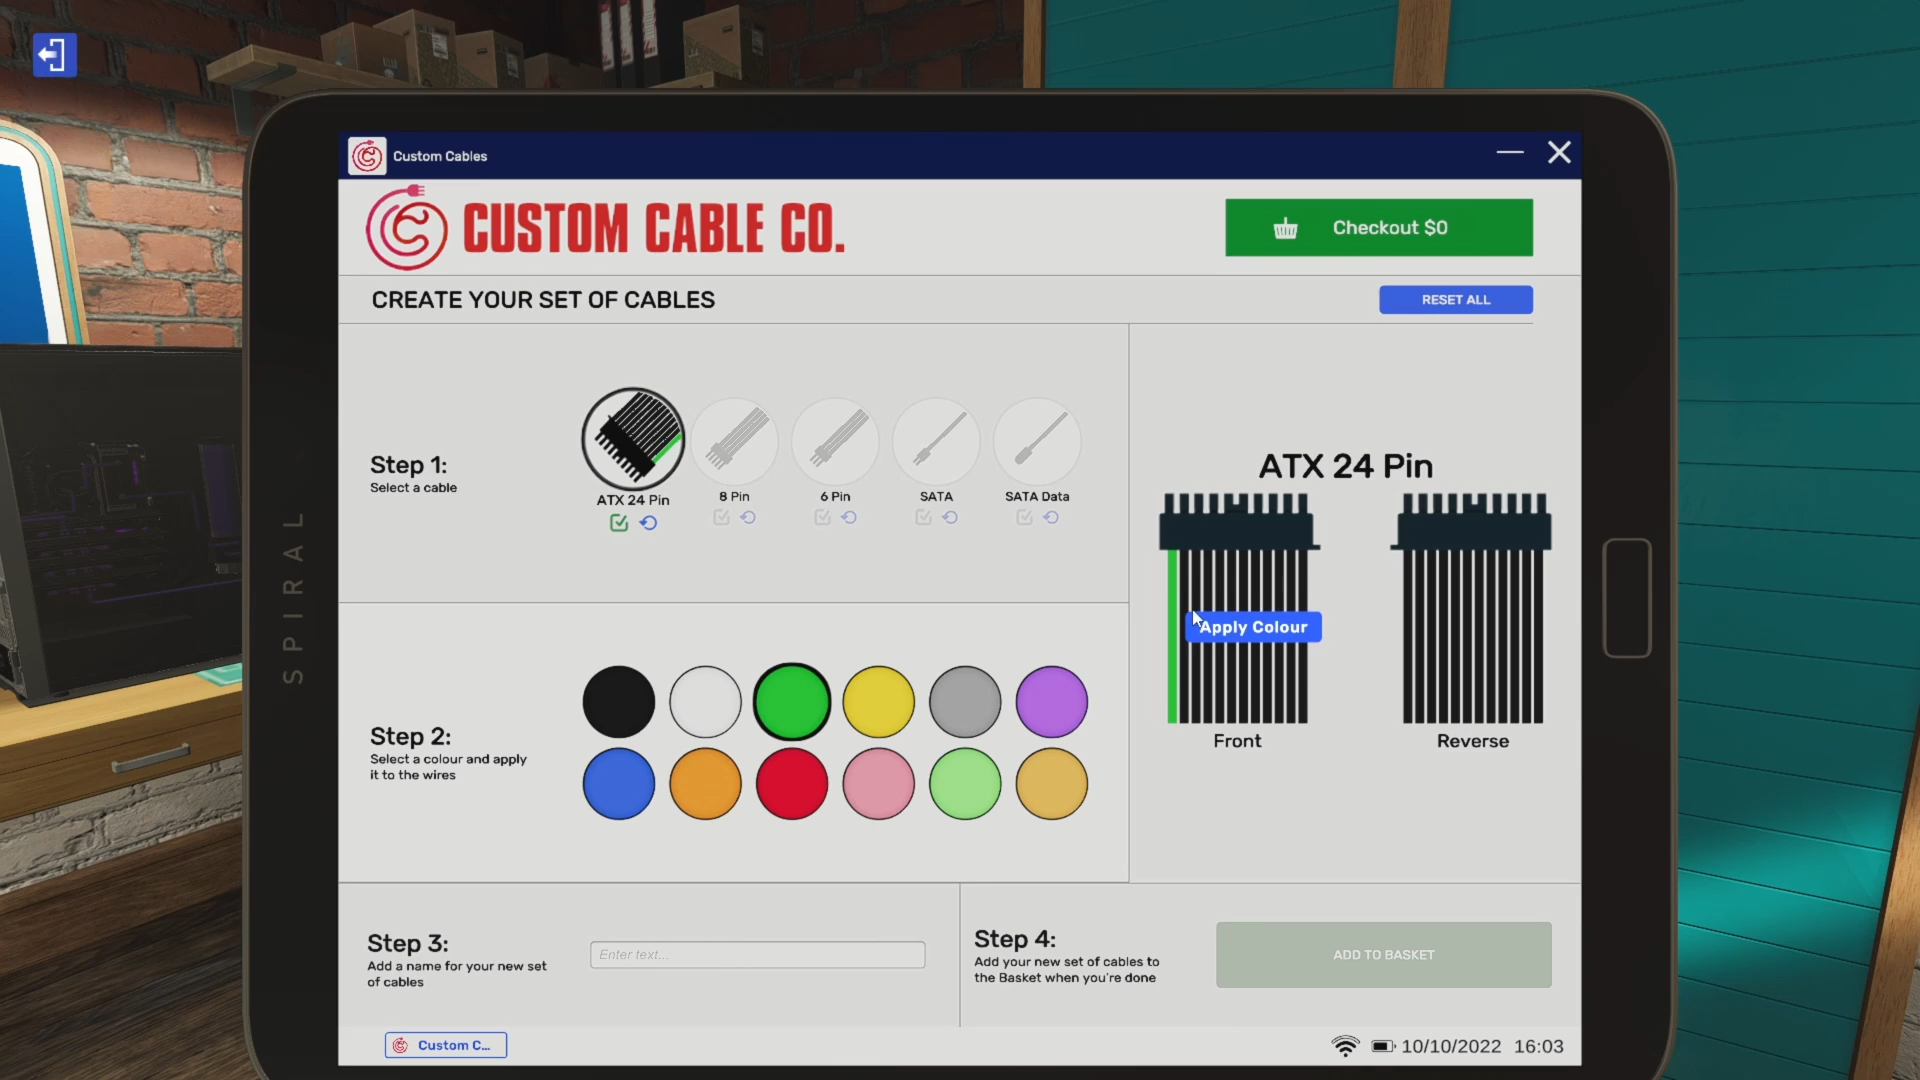 Custom Cables
CUSTOM CABLE CO.
Checkout $0
CREATE YOUR SET OF CABLES
RESET ALL
Step 1:
Select a cable
ATX 24 Pin
8 Pin
6 Pin
SATA
SATA Data
ATX 24 Pin
Apply Colour
Front
Reverse
Step 2:
Select a colour and apply
it to the wires
Step 3:
Add a name for your new set
of cables
Enter text...
Step 4:
Add your new set of cables to
the Basket when you're done
ADD TO BASKET
Custom C...
10/10/2022 16:03
SPIRAL